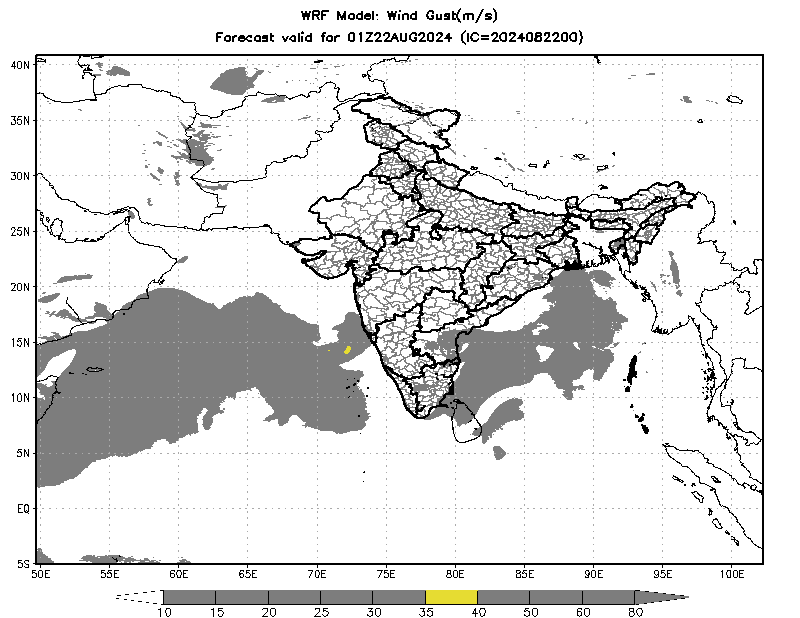 WRF Model: Wind Gust(m/s)
Forecast valid for 01Z22AUG2024 (IC=2024082200)
40N
35N
30N
25N
20N
15N
10N
5N
EQ
5S
50E 55E 60E 65E 70E 75E 80E 85E 90E 95E 100E
10 15 20 25 30 35 40 50 60 80